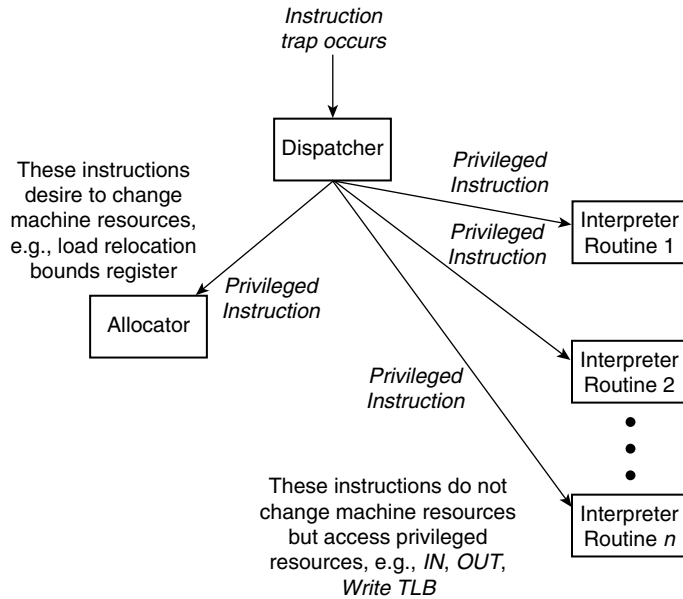 Instruction
trap occurs
Dispatcher
These instructions
desire to change
machine resources,
e.g., load relocation
bounds register
Privileged
Instruction
Allocator
Privileged
Instruction
Interpreter
Routine 1
Privileged
Instruction
Interpreter
Routine 2
Privileged
Instruction
Interpreter
Routine n
These instructions do not
change machine resources
but access privileged
resources, e.g., IN, OUT,
Write TLB